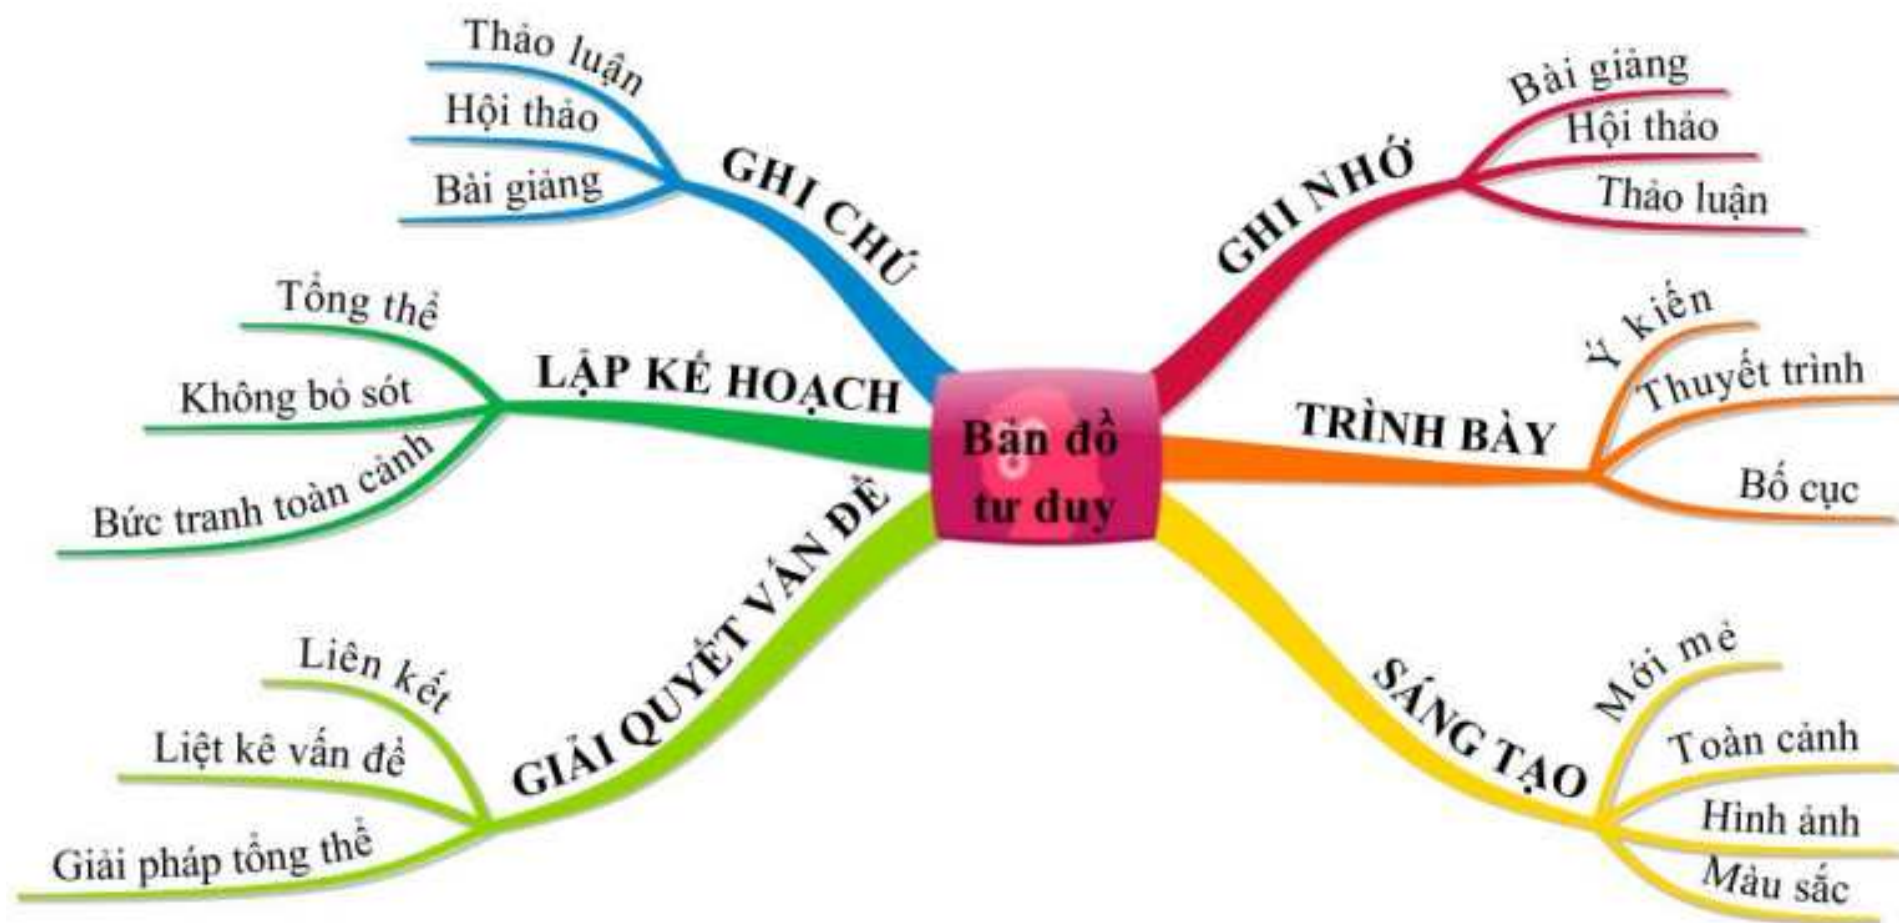 Bản đồ
tư duy
GHI CHÚ
Thảo luận
Hội thảo
Bài giảng
LẬP KẾ HOẠCH
Tổng thể
Không bỏ sót
Bức tranh toàn cảnh
GIẢI QUYẾT VẤN ĐỀ
Liên kết
Liệt kê vấn đề
Giải pháp tổng thể
GHI NHỚ
Bài giảng
Hội thảo
Thảo luận
TRÌNH BÀY
Ý kiến
Thuyết trình
Bố cục
SÁNG TẠO
Mới mẻ
Toàn cảnh
Hình ảnh
Màu sắc